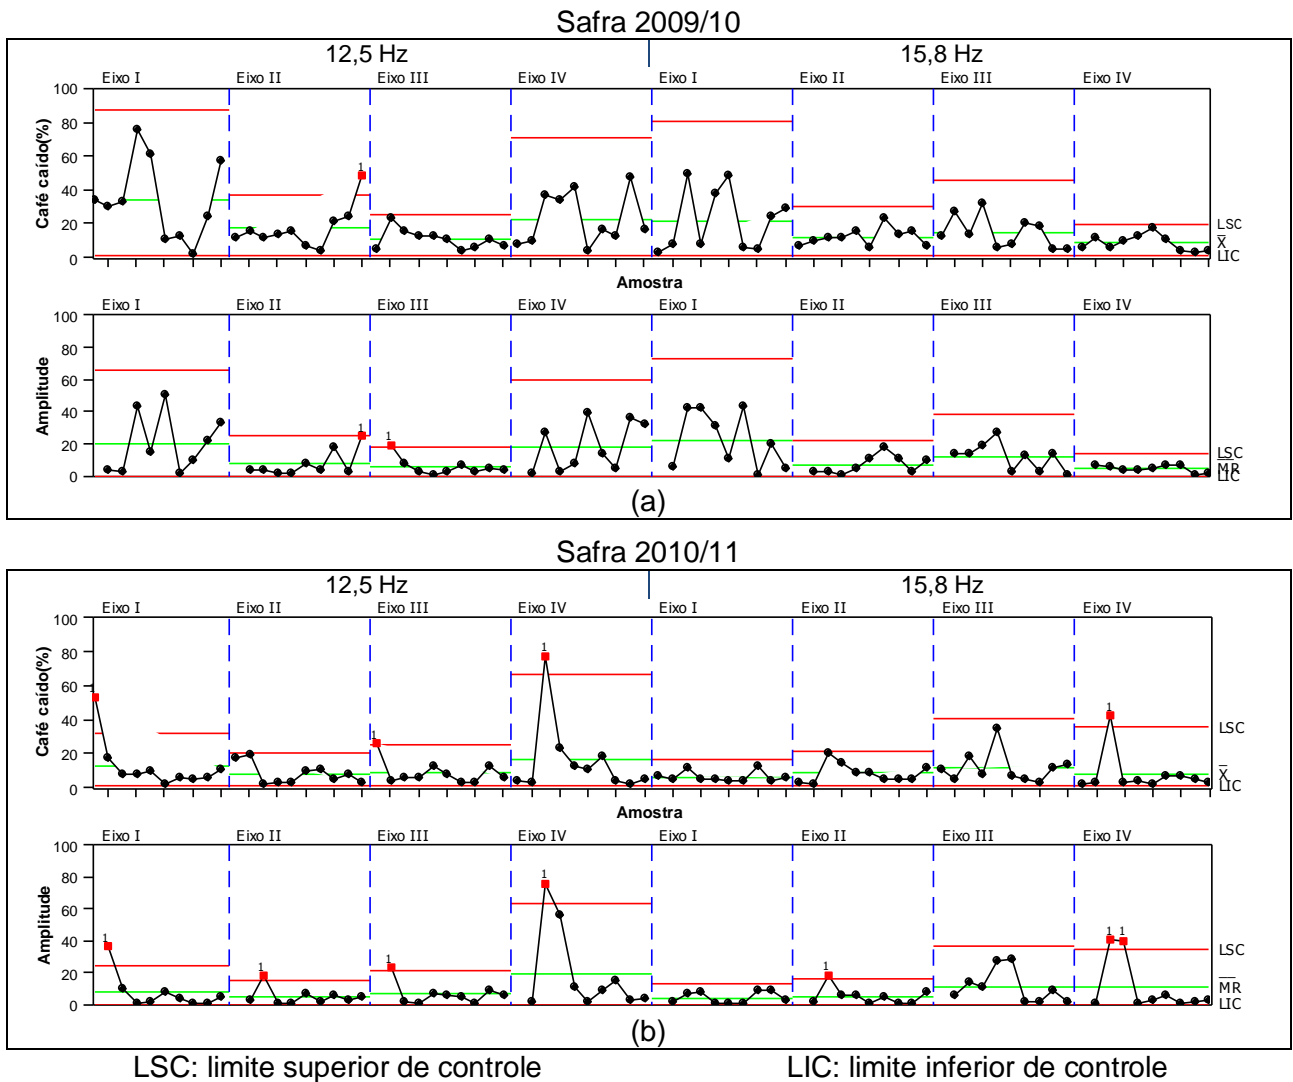 Safra 2009/10
12,5 Hz 15,8 Hz
Eixo I Eixo II Eixo III Eixo IV Eixo I Eixo II Eixo III Eixo IV
Café caído(%)
100
80
60
40
20
0
1
LSC
X̅
LIC
Amostra
Eixo I Eixo II Eixo III Eixo IV Eixo I Eixo II Eixo III Eixo IV
Amplitude
100
80
60
40
20
0
1 1
LSC
M̅R̅
LIC
(a)
Safra 2010/11
12,5 Hz 15,8 Hz
Eixo I Eixo II Eixo III Eixo IV Eixo I Eixo II Eixo III Eixo IV
Café caído(%)
100
80
60
40
20
0
1 1 1 1
LSC
X̅
LIC
Amostra
Eixo I Eixo II Eixo III Eixo IV Eixo I Eixo II Eixo III Eixo IV
Amplitude
100
80
60
40
20
0
1 1 1 1 1 1 1
LSC
M̅R̅
LIC
(b)
LSC: limite superior de controle LIC: limite inferior de controle